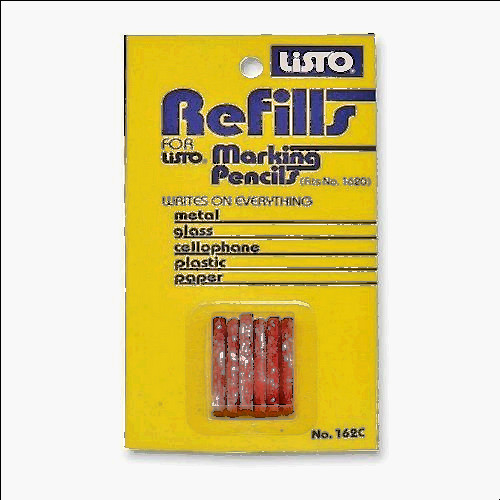 LISTO
Refills
FOR
LISTO® Marking
Pencils (Fits No. 1620)
WRITES ON EVERYTHING
metal
glass
cellophane
plastic
paper
No. 162C